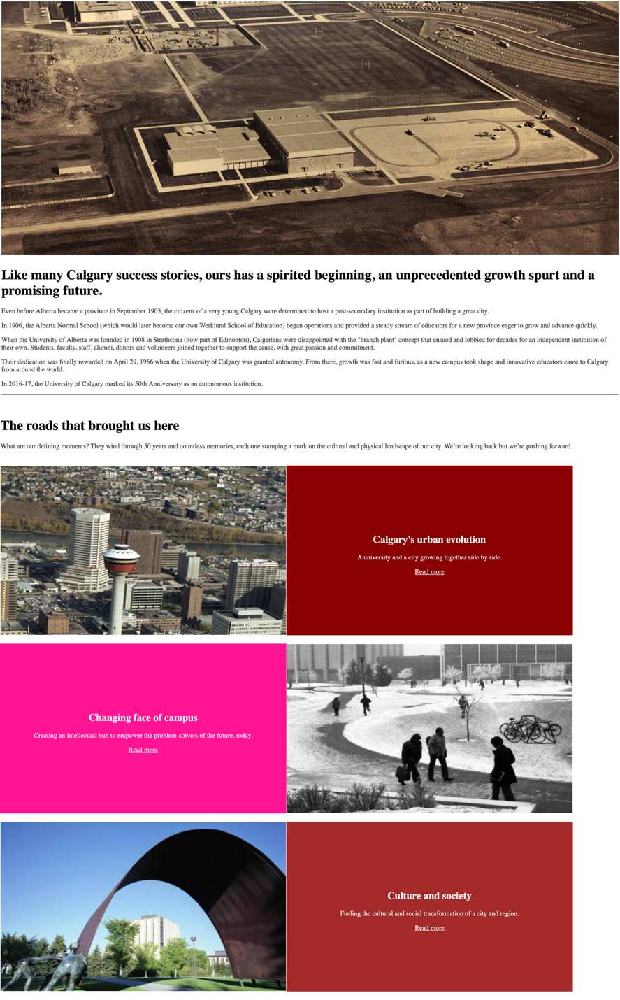 Like many Calgary success stories, ours has a spirited beginning, an unprecedented growth spurt and a
promising future.
Even before Alberta became a province in September 1905, the citizens of a very young Calgary were determined to host a post-secondary institution as part of building a great city.
In 1906, the Alberta Normal School (which would later become our own Werklund School of Education) began operations and provided a steady stream of educators for a new province eager to grow and advance quickly.
When the University of Alberta was founded in 1908 in Strathcona (now part of Edmonton), Calgarians were disappointed with the "branch plant" concept that ensued and lobbied for decades for an independent institution of
their own. Students, faculty, staff, alumni, donors and volunteers joined together to support the cause, with great passion and commitment.
Their dedication was finally rewarded on April 29, 1966 when the University of Calgary was granted autonomy. From there, growth was fast and furious, as a new campus took shape and innovative educators came to Calgary
from around the world.
In 2016-17, the University of Calgary marked its 50th Anniversary as an autonomous institution.
The roads that brought us here
What are our defining moments? They wind through 50 years and countless memories, each one stamping a mark on the cultural and physical landscape of our city. We’re looking back but we’re pushing forward.
Calgary's urban evolution
A university and a city growing together side by side.
Read more
Changing face of campus
Creating an intellectual hub to empower the problem-solvers of the future, today.
Read more
Culture and society
Fueling the cultural and social transformation of a city and region.
Read more